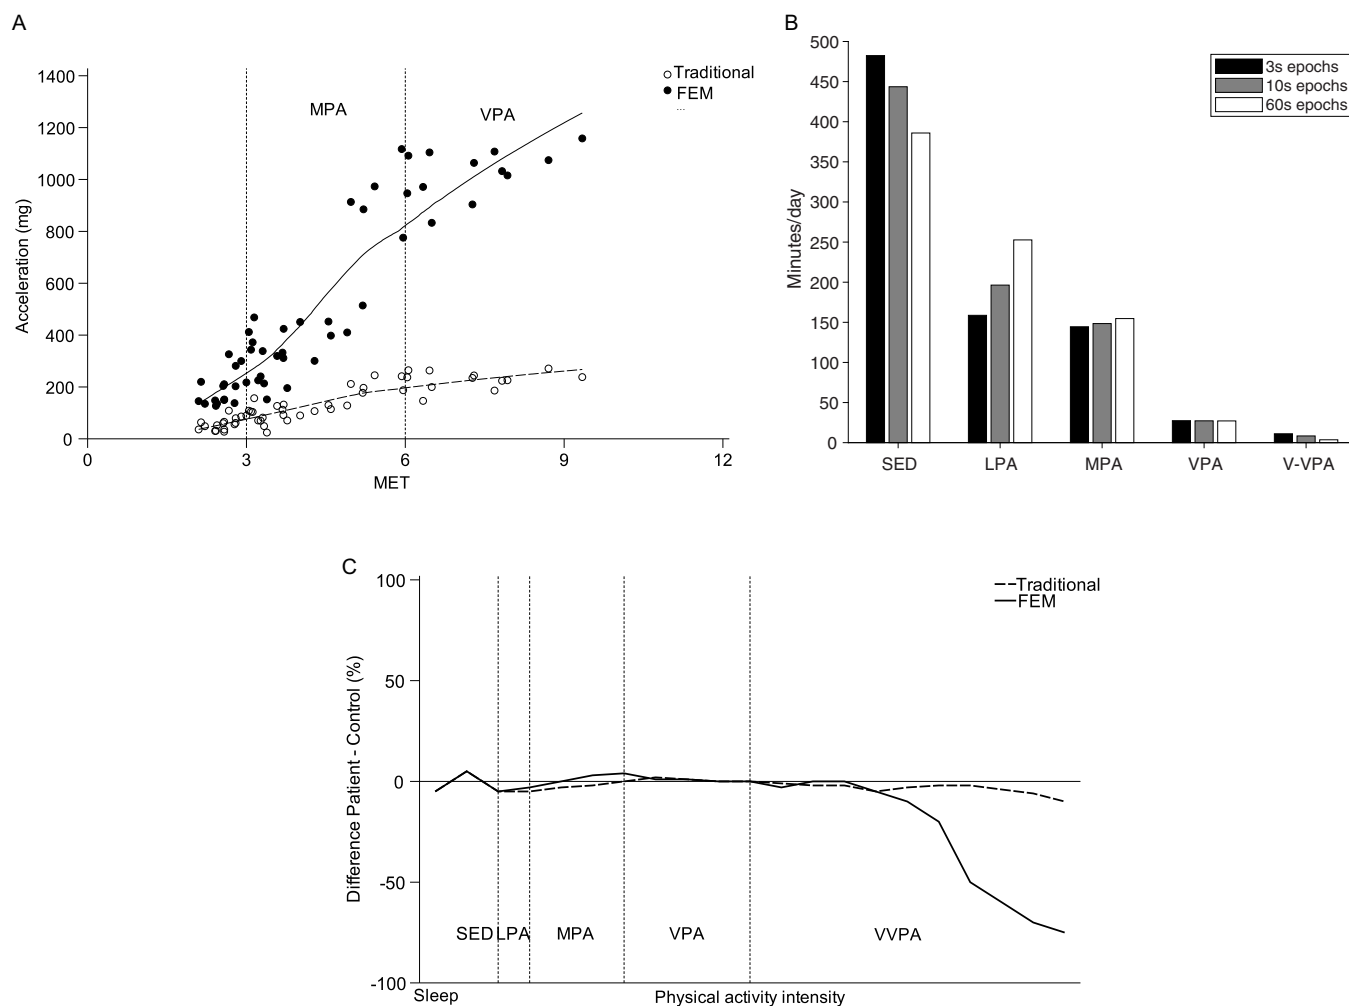 A
Traditional
FEM
...
MPA
VPA
1400
1200
1000
800
600
400
200
0
Acceleration (mg)
0 3 6 9 12
MET
B
3s epochs
10s epochs
60s epochs
500
450
400
350
300
250
200
150
100
50
0
Minutes/day
SED LPA MPA VPA V-VPA
C
Traditional
FEM
100
50
0
-50
-100
Difference Patient - Control (%)
SED LPA MPA VPA VVPA
Sleep
Physical activity intensity